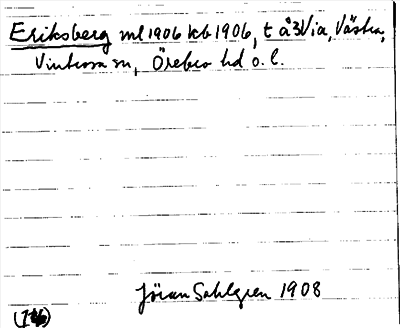 Eriksberg ml 1906 kb 1906, t å 3 Via, Västra,
Vintrosa sn, Örebro hd o. l.
Jöran Sahlgren 1908